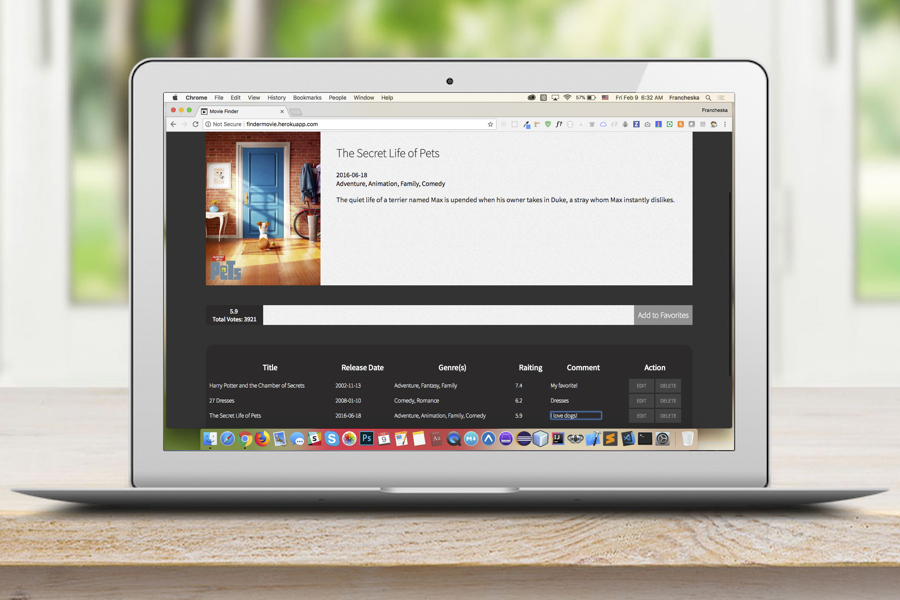 Chrome File Edit View History Bookmarks People Window Help 57% Fri Feb 9 6:32 AM Francheska
Movie Finder Francheska
Not Secure findermovie.herokuapp.com
The Secret Life of Pets
2016-06-18
Adventure, Animation, Family, Comedy
The quiet life of a terrier named Max is upended when his owner takes in Duke, a stray whom Max instantly dislikes.
PETS
5.9
Total Votes: 3921
Add to Favorites
Title Release Date Genre(s) Raiting Comment Action
Harry Potter and the Chamber of Secrets 2002-11-13 Adventure, Fantasy, Family 7.4 My favorite! EDIT DELETE
27 Dresses 2008-01-10 Comedy, Romance 6.2 Dresses EDIT DELETE
The Secret Life of Pets 2016-06-18 Adventure, Animation, Family, Comedy 5.9 love dogs! EDIT DELETE
Ps